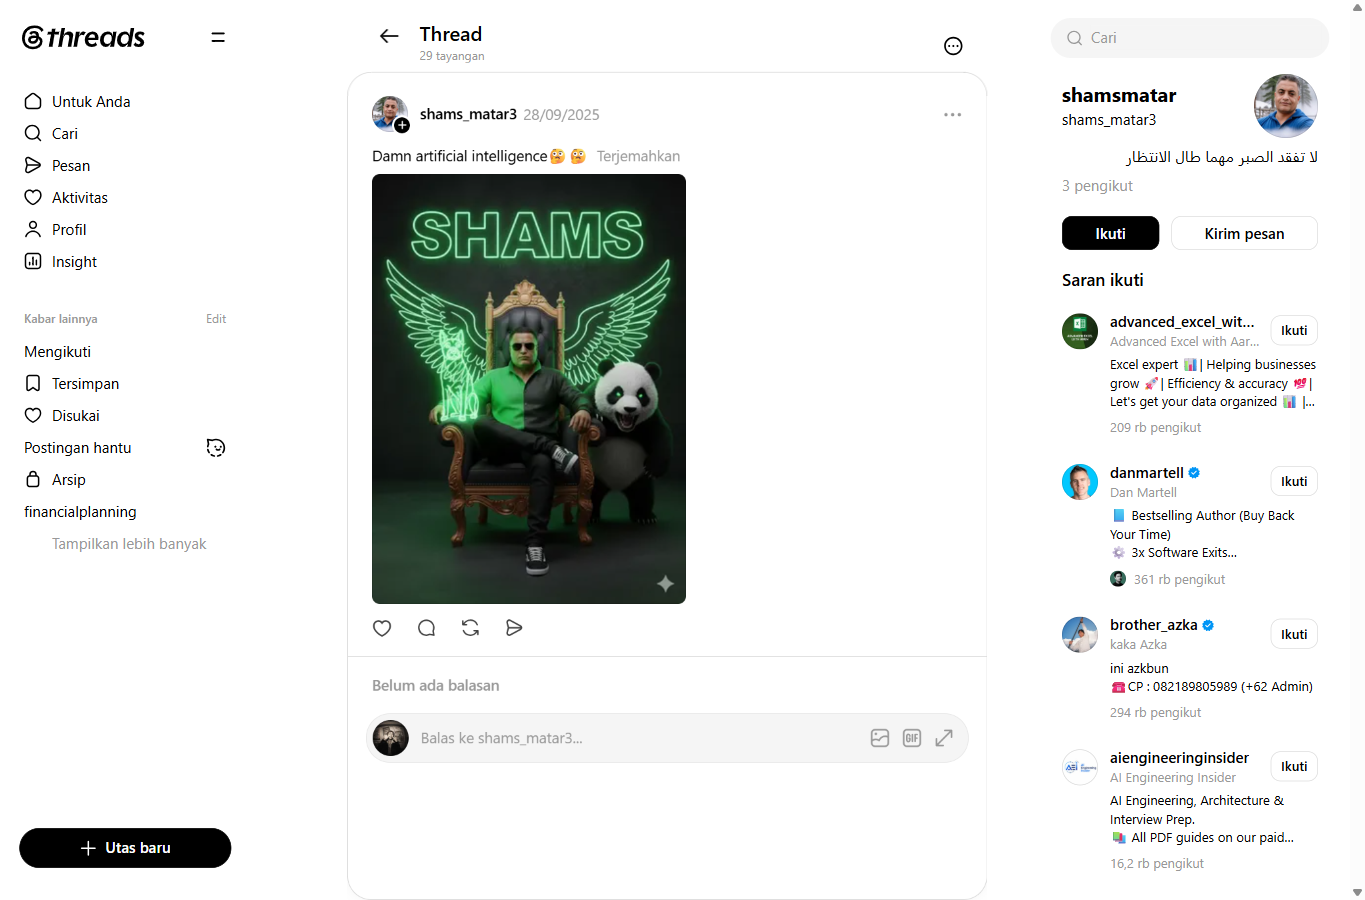 threads
Untuk Anda
Cari
Pesan
Aktivitas
Profil
Insight
Kabar lainnya
Edit
Mengikuti
Tersimpan
Disukai
Postingan hantu
Arsip
financialplanning
Tampilkan lebih banyak
Utas baru
Thread
29 tayangan
shams_matar3 28/09/2025
Damn artificial intelligence🤔 🤔 Terjemahkan
SHAMS
Belum ada balasan
Balas ke shams_matar3...
GIF
Cari
shamsmatar
shams_matar3
لا تفقد الصبر مهما طال الانتظار
3 pengikut
Ikuti
Kirim pesan
Saran ikuti
advanced_excel_wit...
Ikuti
Advanced Excel with Aar...
Excel expert 📊| Helping businesses
grow 🚀| Efficiency & accuracy 💯|
Let's get your data organized 📊 |...
209 rb pengikut
danmartell
Ikuti
Dan Martell
📘 Bestselling Author (Buy Back
Your Time)
⚙️ 3x Software Exits...
361 rb pengikut
brother_azka
Ikuti
kaka Azka
ini azkbun
☎️CP : 082189805989 (+62 Admin)
294 rb pengikut
aiengineeringinsider
Ikuti
AI Engineering Insider
AI Engineering, Architecture &
Interview Prep.
📚 All PDF guides on our paid...
16,2 rb pengikut